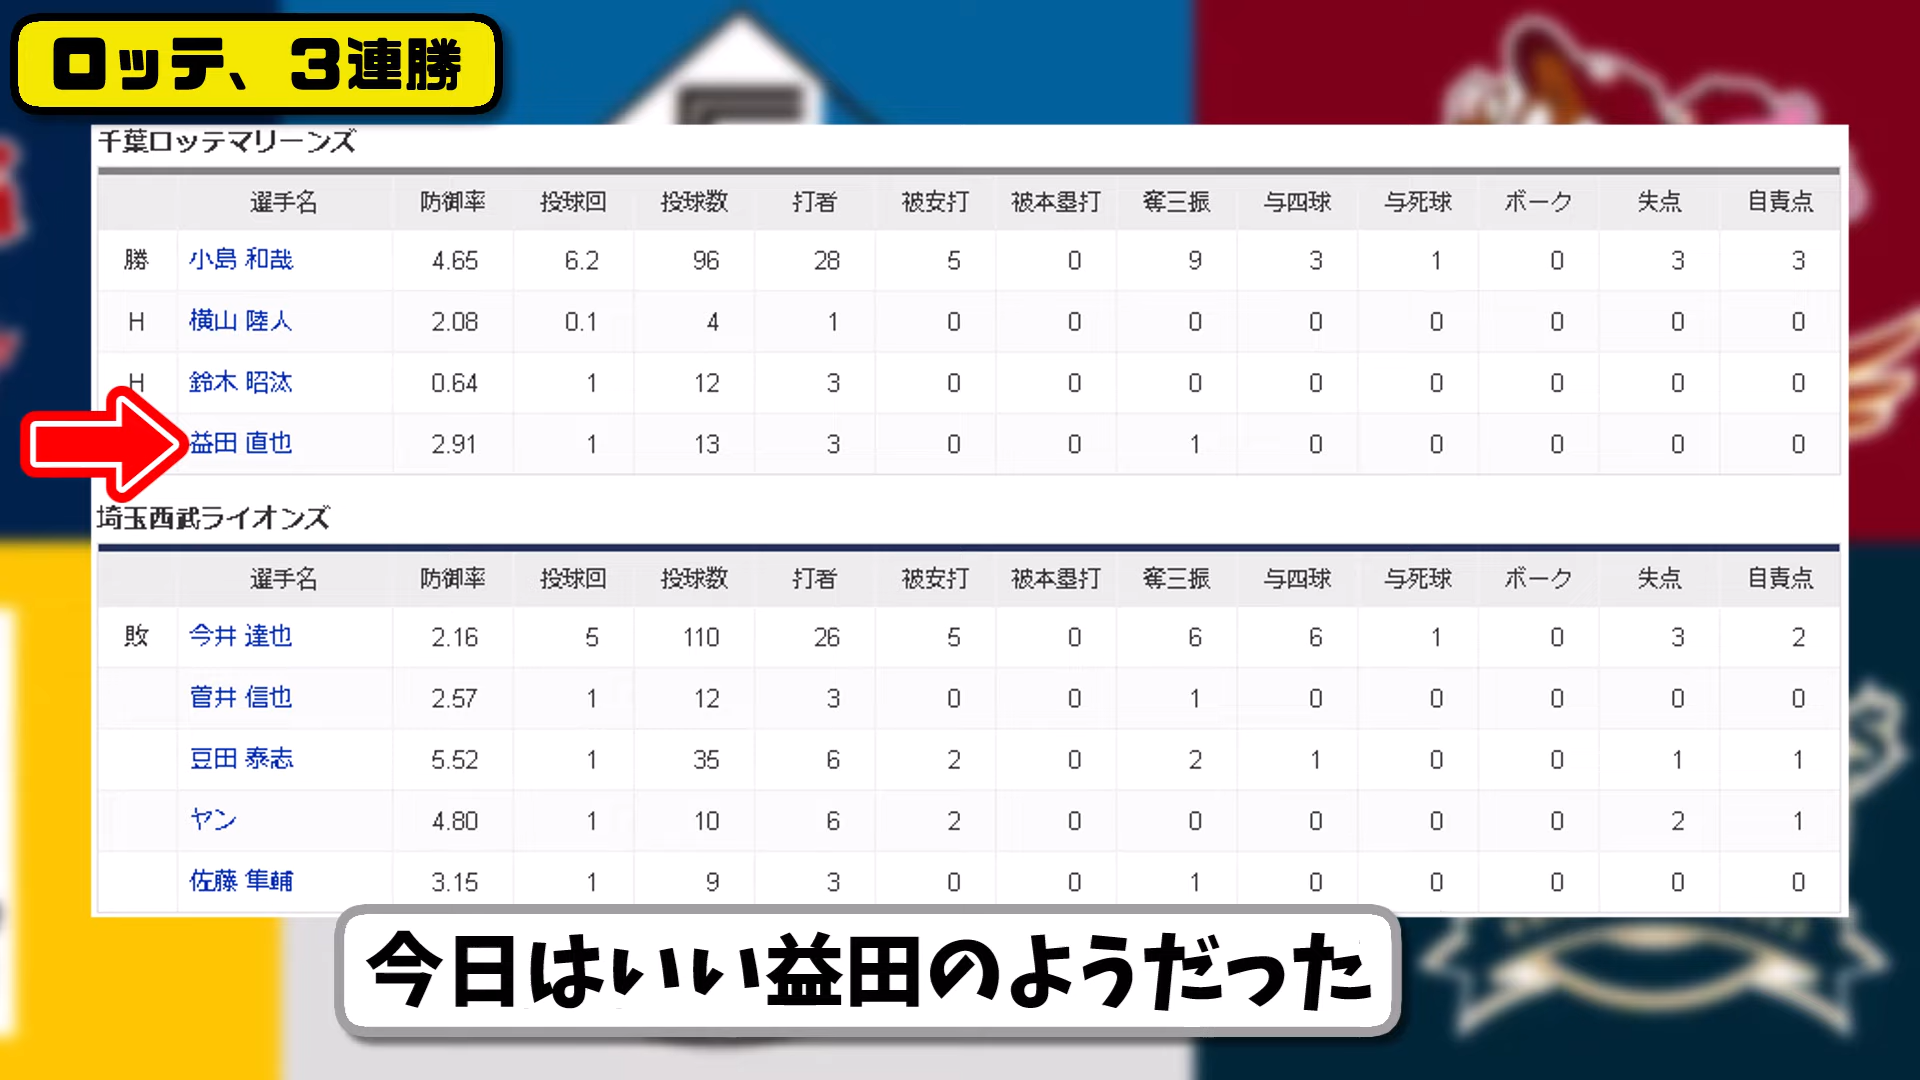 ロッテ、3連勝
千葉ロッテマリーンズ
選手名 防御率 投球回 投球数 打者 被安打 被本塁打 奪三振 与四球 与死球 ボーク 失点 自責点
勝 小島 和哉 4.65 6.2 96 28 5 0 9 3 1 0 3 3
H 横山 陸人 2.08 0.1 4 1 0 0 0 0 0 0 0 0
H 鈴木 昭汰 0.64 1 12 3 0 0 0 0 0 0 0 0
益田 直也 2.91 1 13 3 0 0 1 0 0 0 0 0
埼玉西武ライオンズ
選手名 防御率 投球回 投球数 打者 被安打 被本塁打 奪三振 与四球 与死球 ボーク 失点 自責点
敗 今井 達也 2.16 5 110 26 5 0 6 6 1 0 3 2
菅井 信也 2.57 1 12 3 0 0 1 0 0 0 0 0
豆田 泰志 5.52 1 35 6 2 0 2 1 0 0 1 1
ヤン 4.80 1 10 6 2 0 0 0 0 0 2 1
佐藤 隼輔 3.15 1 9 3 0 0 1 0 0 0 0 0
今日はいい益田のようだった